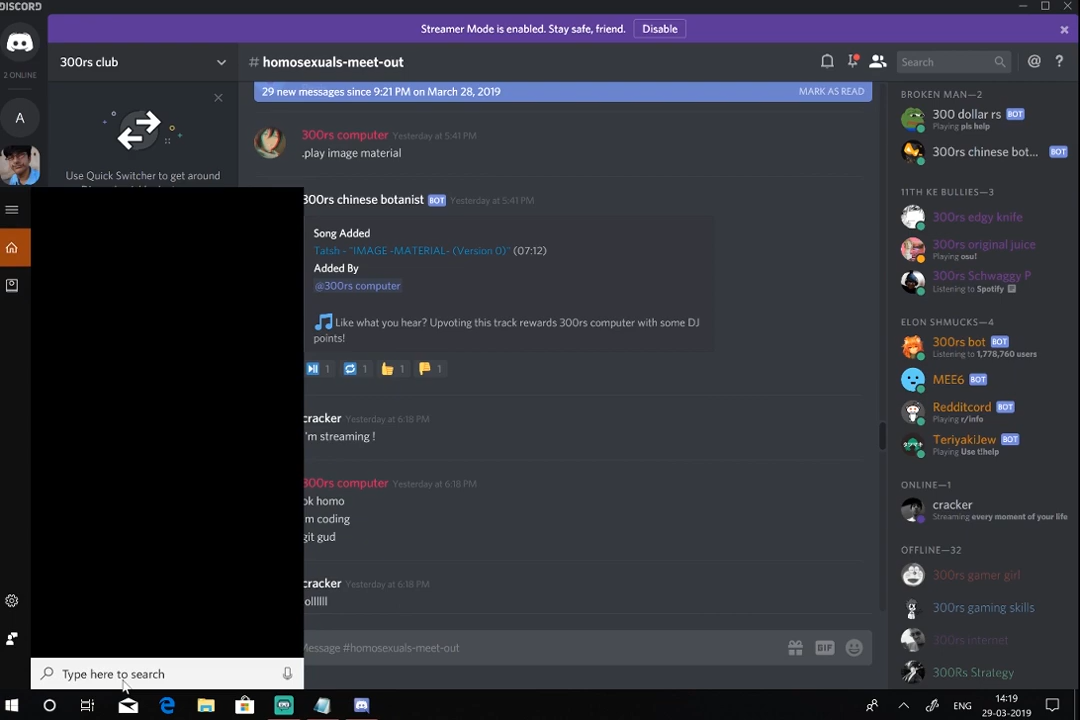 DISCORD
Streamer Mode is enabled. Stay safe, friend.
Disable
2 ONLINE
A
300rs club
# homosexuals-meet-out
Search
29 new messages since 9:21 PM on March 28, 2019
MARK AS READ
Use Quick Switcher to get around
300rs computer Yesterday at 5:41 PM
.play image material
300rs chinese botanist BOT Yesterday at 5:41 PM
Song Added
Tatsh - "IMAGE -MATERIAL- (Version 0)" (07:12)
Added By
@300rs computer
Like what you hear? Upvoting this track rewards 300rs computer with some DJ
points!
1 1 1 1
cracker Yesterday at 6:18 PM
'm streaming !
300rs computer Yesterday at 6:18 PM
ok homo
m coding
git gud
cracker Yesterday at 6:18 PM
ollllll
Message #homosexuals-meet-out
GIF
BROKEN MAN—2
300 dollar rs BOT
Playing pls help
300rs chinese bot... BOT
11TH KE BULLIES—3
300rs edgy knife
300rs original juice
Playing osu!
300rs Schwaggy P
Listening to Spotify
ELON SHMUCKS—4
300rs bot BOT
Listening to 1,778,760 users
MEE6 BOT
Redditcord BOT
Playing r/info
TeriyakiJew BOT
Playing Use t!help
ONLINE—1
cracker
Streaming every moment of your life
OFFLINE—32
300rs gamer girl
300rs gaming skills
300rs internet
300Rs Strategy
Type here to search
ENG
14:19
29-03-2019